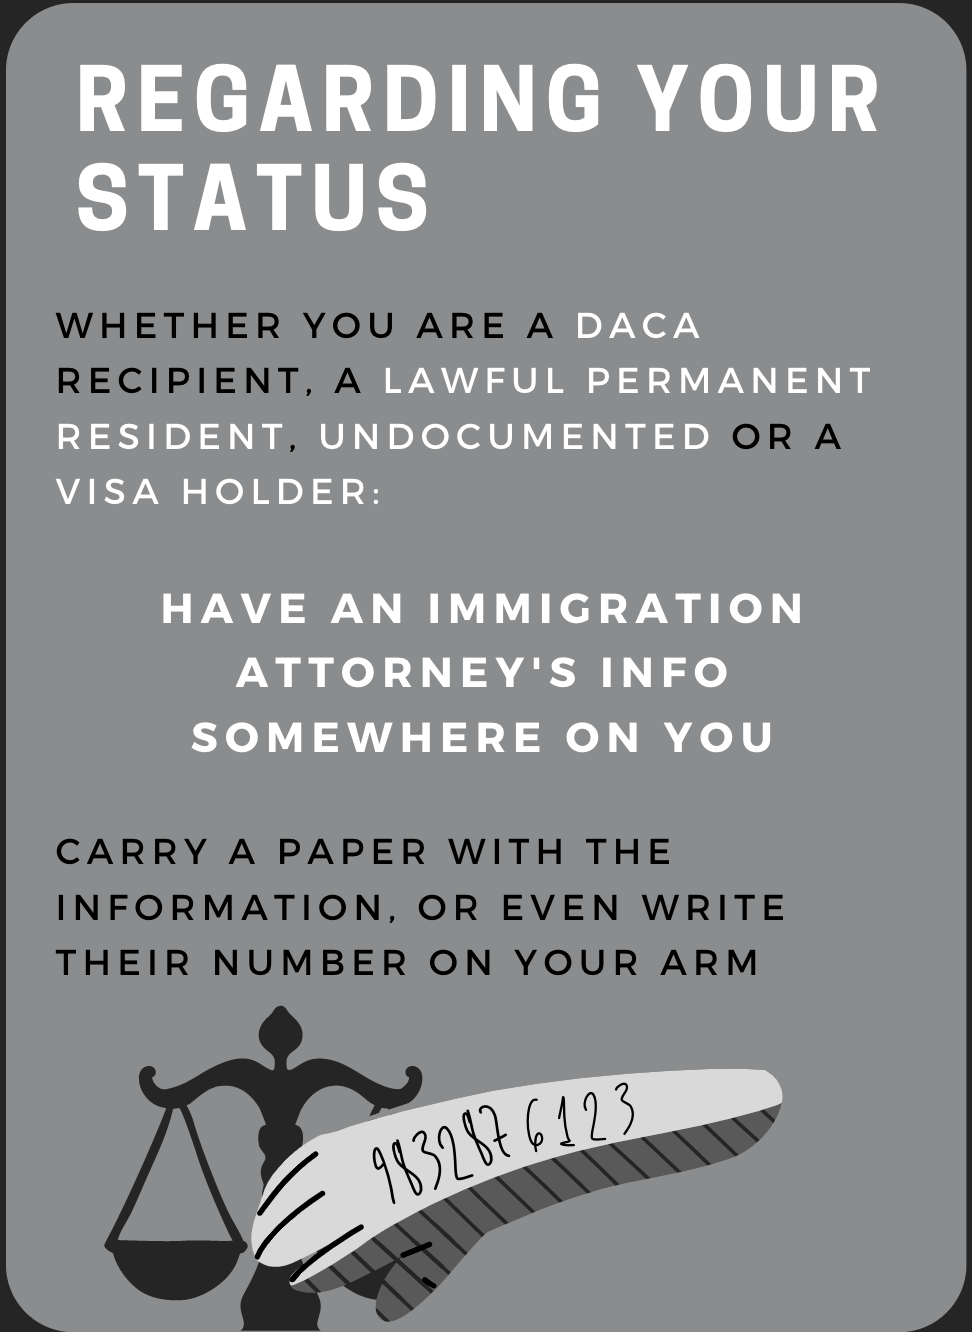 REGARDING YOUR
STATUS
WHETHER YOU ARE A DACA
RECIPIENT, A LAWFUL PERMANENT
RESIDENT, UNDOCUMENTED OR A
VISA HOLDER:
HAVE AN IMMIGRATION
ATTORNEY'S INFO
SOMEWHERE ON YOU
CARRY A PAPER WITH THE
INFORMATION, OR EVEN WRITE
THEIR NUMBER ON YOUR ARM
9832876123